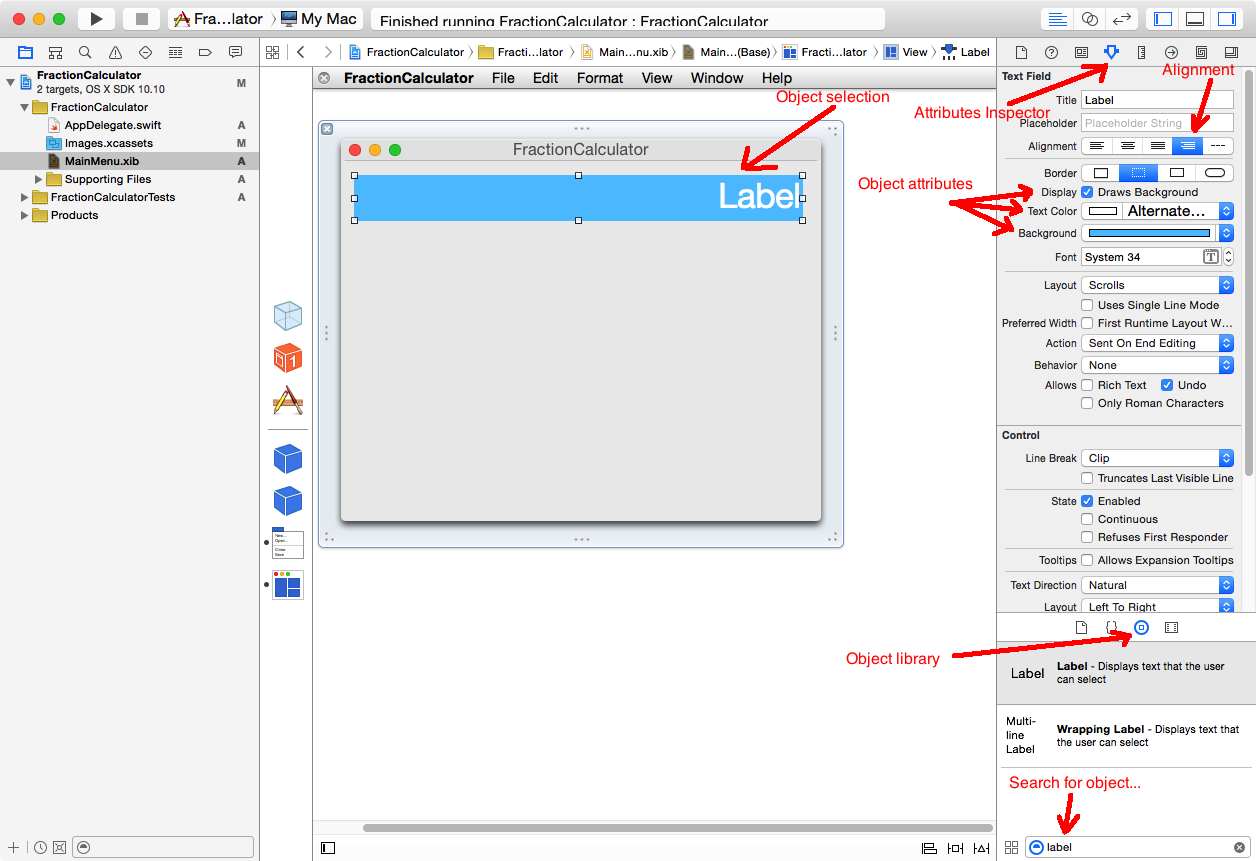 Fra...lator
My Mac
Finished running FractionCalculator : FractionCalculator
FractionCalculator
Fracti...lator
Main...nu.xib
Main...(Base)
Fracti...lator
View
Label
FractionCalculator
M
2 targets, OS X SDK 10.10
FractionCalculator
AppDelegate.swift A
Images.xcassets M
MainMenu.xib A
Supporting Files A
FractionCalculatorTests A
Products
FractionCalculator File Edit Format View Window Help
Object selection
FractionCalculator
Label
New...
Open...
Close
Save
Alignment
Attributes Inspector
Object attributes
Object library
Search for object...
Text Field
Title Label
Placeholder Placeholder String
Alignment
Border
Display Draws Background
Text Color Alternate...
Background
Font System 34 T
Layout Scrolls
Uses Single Line Mode
Preferred Width First Runtime Layout W...
Action Sent On End Editing
Behavior None
Allows Rich Text Undo
Only Roman Characters
Control
Line Break Clip
Truncates Last Visible Line
State Enabled
Continuous
Refuses First Responder
Tooltips Allows Expansion Tooltips
Text Direction Natural
Layout Left To Right
Label
Label - Displays text that the user
can select
Multi-
line
Label
Wrapping Label - Displays text that
the user can select
label